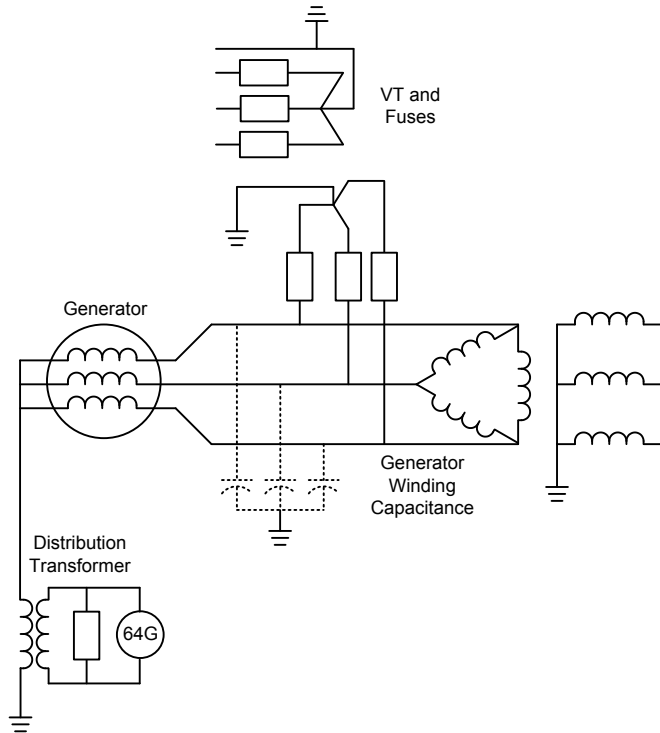 VT and
Fuses
Generator
Generator
Winding
Capacitance
Distribution
Transformer
64G